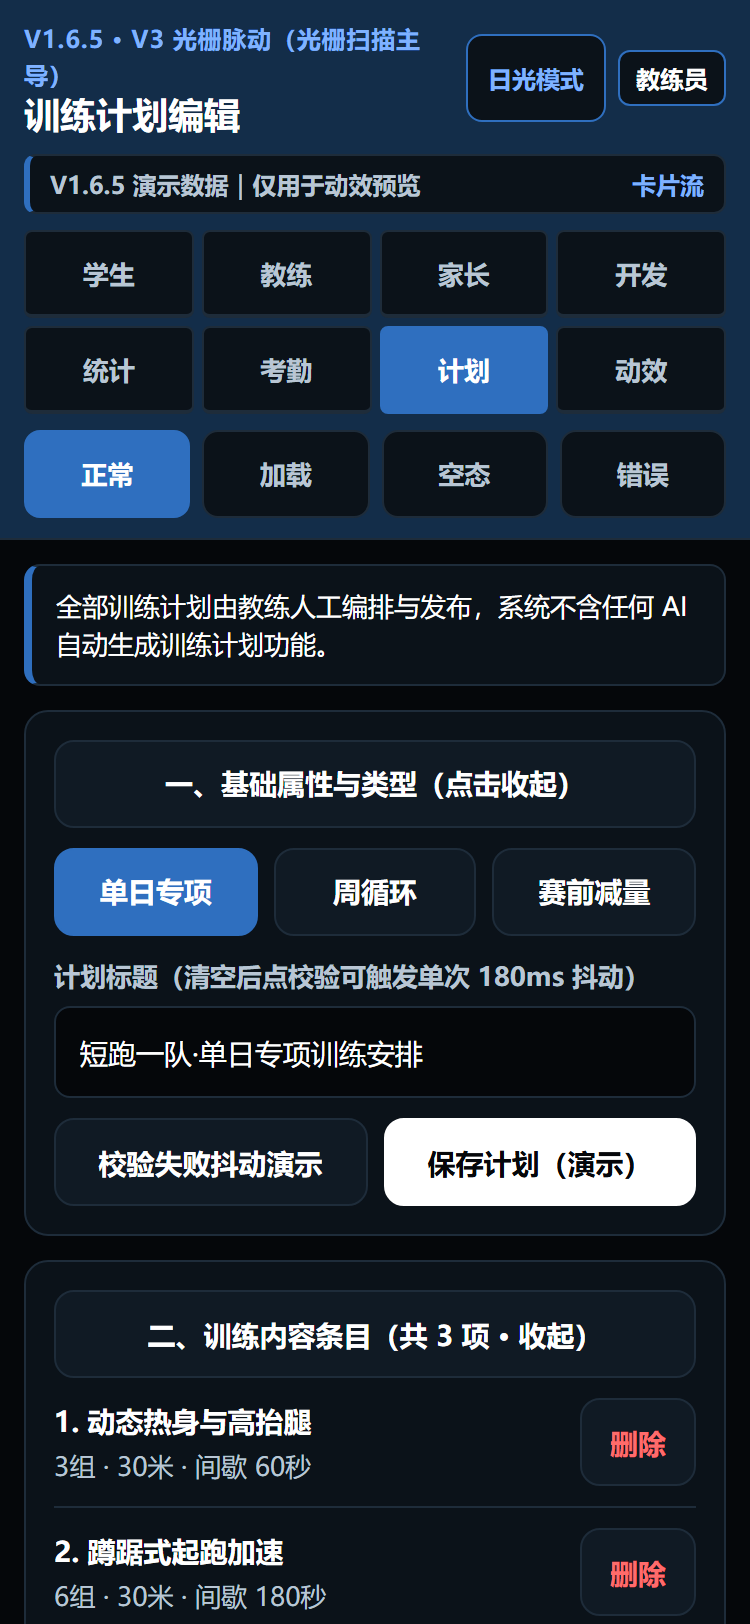 V1.6.5 • V3 光栅脉动（光栅扫描主
导）
训练计划编辑
日光模式
教练员
V1.6.5 演示数据 | 仅用于动效预览
卡片流
学生
教练
家长
开发
统计
考勤
计划
动效
正常
加载
空态
错误
全部训练计划由教练人工编排与发布，系统不含任何 AI
自动生成训练计划功能。
一、基础属性与类型（点击收起）
单日专项
周循环
赛前减量
计划标题（清空后点校验可触发单次 180ms 抖动）
短跑一队·单日专项训练安排
校验失败抖动演示
保存计划（演示）
二、训练内容条目（共 3 项 • 收起）
1. 动态热身与高抬腿
3组 · 30米 · 间歇 60秒
删除
2. 蹲踞式起跑加速
6组 · 30米 · 间歇 180秒
删除